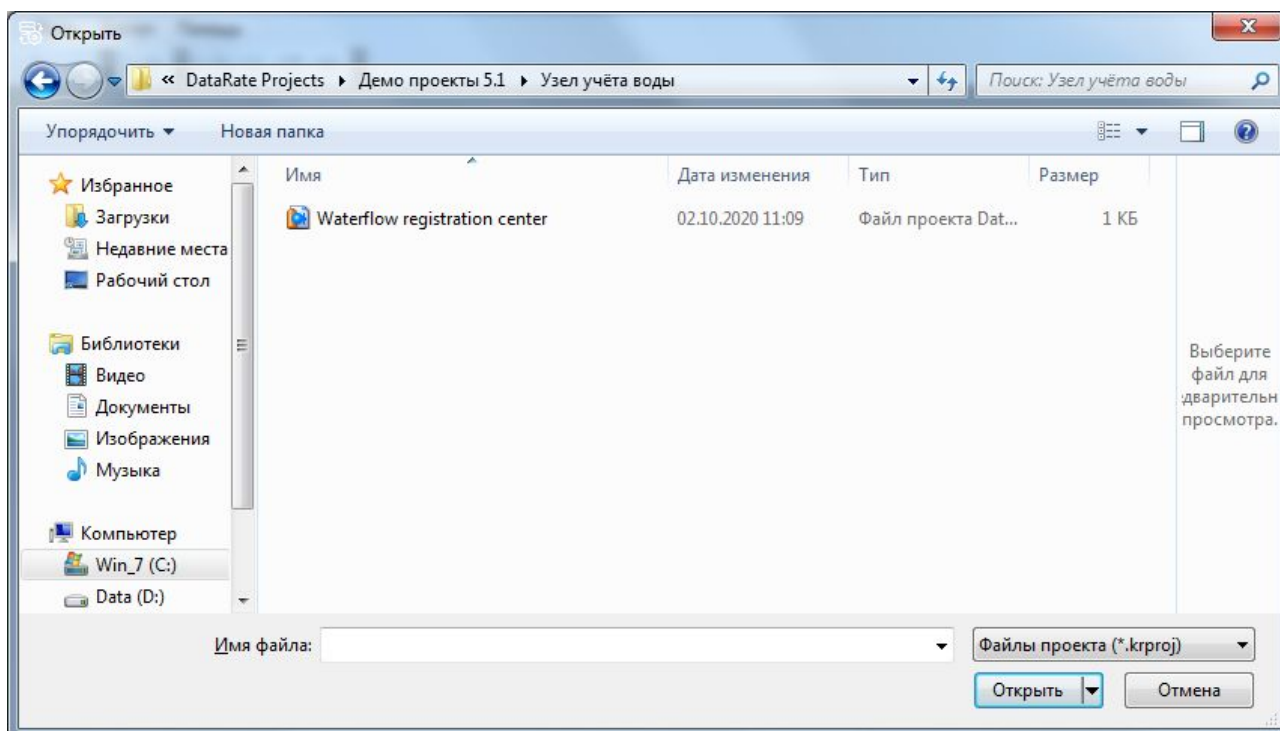 Открыть
« DataRate Projects Демо проекты 5.1 Узел учёта воды Поиск: Узел учёта воды
Упорядочить Новая папка
Имя Дата изменения Тип Размер
Waterflow registration center 02.10.2020 11:09 Файл проекта Dat... 1 КБ
Избранное
Загрузки
Недавние места
Рабочий стол
Библиотеки
Видео
Документы
Изображения
Музыка
Компьютер
Win_7 (C:)
Data (D:)
Выберите
файл для
дварительн
просмотра.
Имя файла: Файлы проекта (*.krproj)
Открыть Отмена